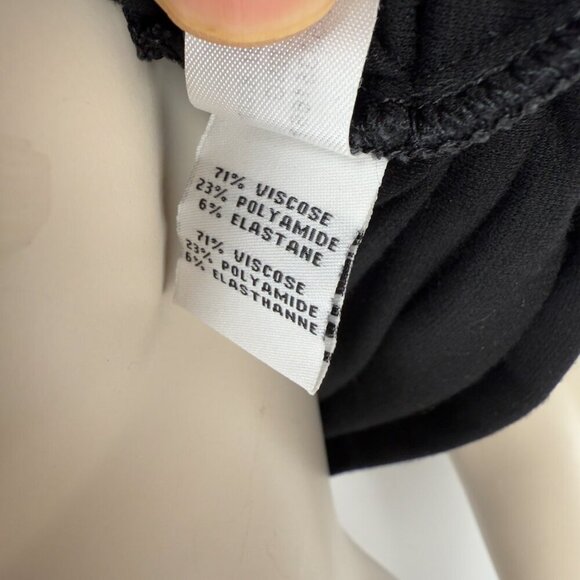 71% VISCOSE
23% POLYAMIDE
6% ELASTANE
71% VISCOSE
23% POLYAMIDE
6% ELASTHANNE